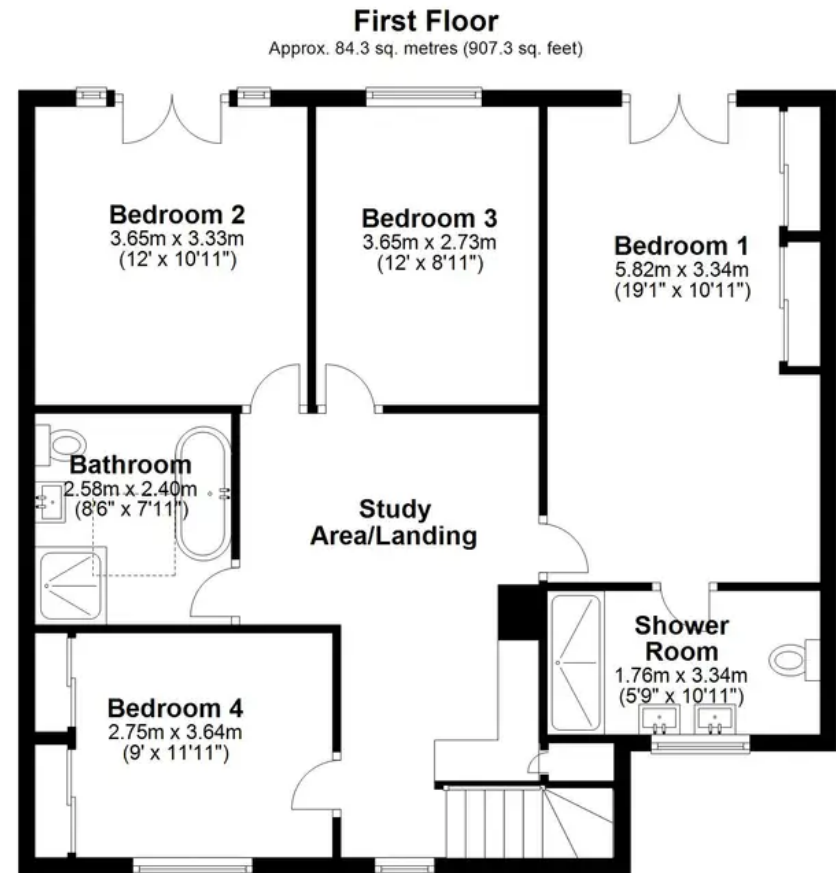 First Floor
Approx. 84.3 sq. metres (907.3 sq. feet)
Bedroom 2
3.65m x 3.33m
(12' x 10'11")
Bedroom 3
3.65m x 2.73m
(12' x 8'11")
Bedroom 1
5.82m x 3.34m
(19'1" x 10'11")
Bathroom
2.58m x 2.40m
(8'6" x 7'11")
Study
Area/Landing
Shower
Room
1.76m x 3.34m
(5'9" x 10'11")
Bedroom 4
2.75m x 3.64m
(9' x 11'11")